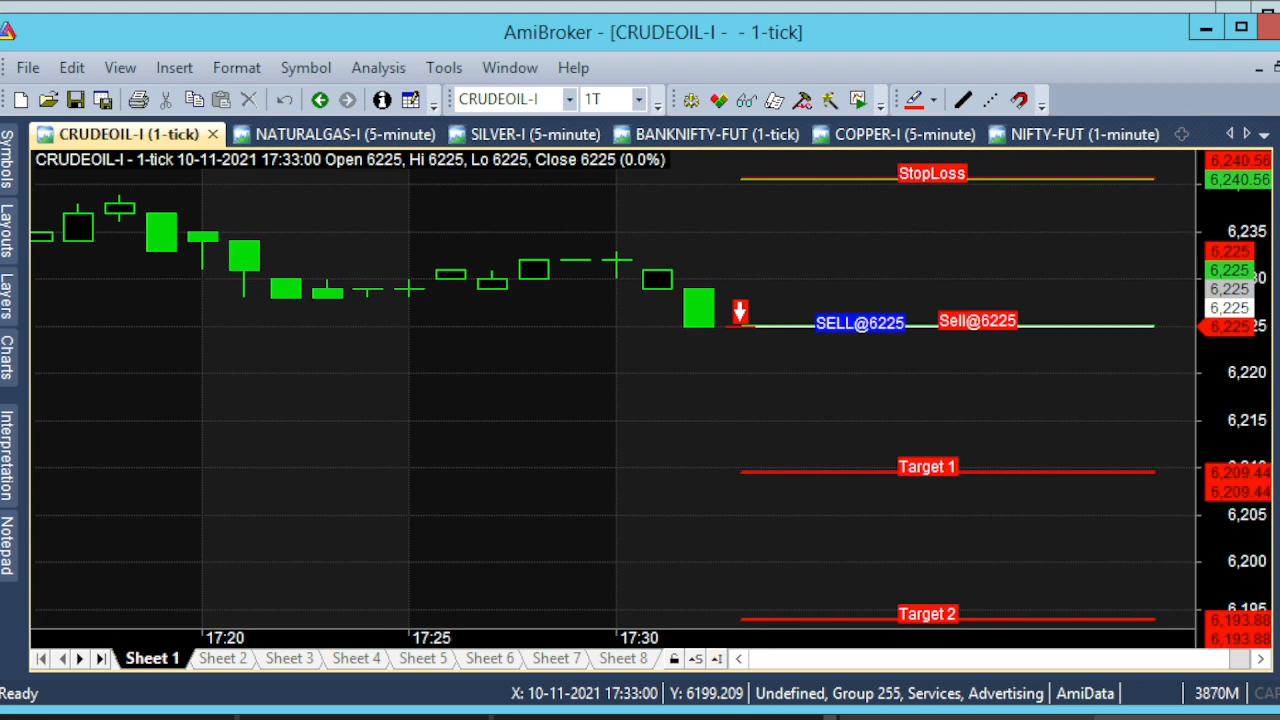 AmiBroker - [CRUDEOIL-I - - 1-tick]
File Edit View Insert Format Symbol Analysis Tools Window Help
CRUDEOIL-I 1T
CRUDEOIL-I (1-tick) NATURALGAS-I (5-minute) SILVER-I (5-minute) BANKNIFTY-FUT (1-tick) COPPER-I (5-minute) NIFTY-FUT (1-minute)
CRUDEOIL-I - 1-tick 10-11-2021 17:33:00 Open 6225, Hi 6225, Lo 6225, Close 6225 (0.0%)
Symbols
Layouts
Layers
Charts
Interpretation
Notepad
StopLoss
SELL@6225
Sell@6225
Target 1
Target 2
6,240.56
6,240.56
6,235
6,225
6,225
6,225
6,225
6,225
6,220
6,215
6,209.44
6,209.44
6,205
6,200
6,195
6,193.88
6,193.88
17:20 17:25 17:30
Sheet 1 Sheet 2 Sheet 3 Sheet 4 Sheet 5 Sheet 6 Sheet 7 Sheet 8
Ready X: 10-11-2021 17:33:00 Y: 6199.209 Undefined, Group 255, Services, Advertising AmiData 3870M